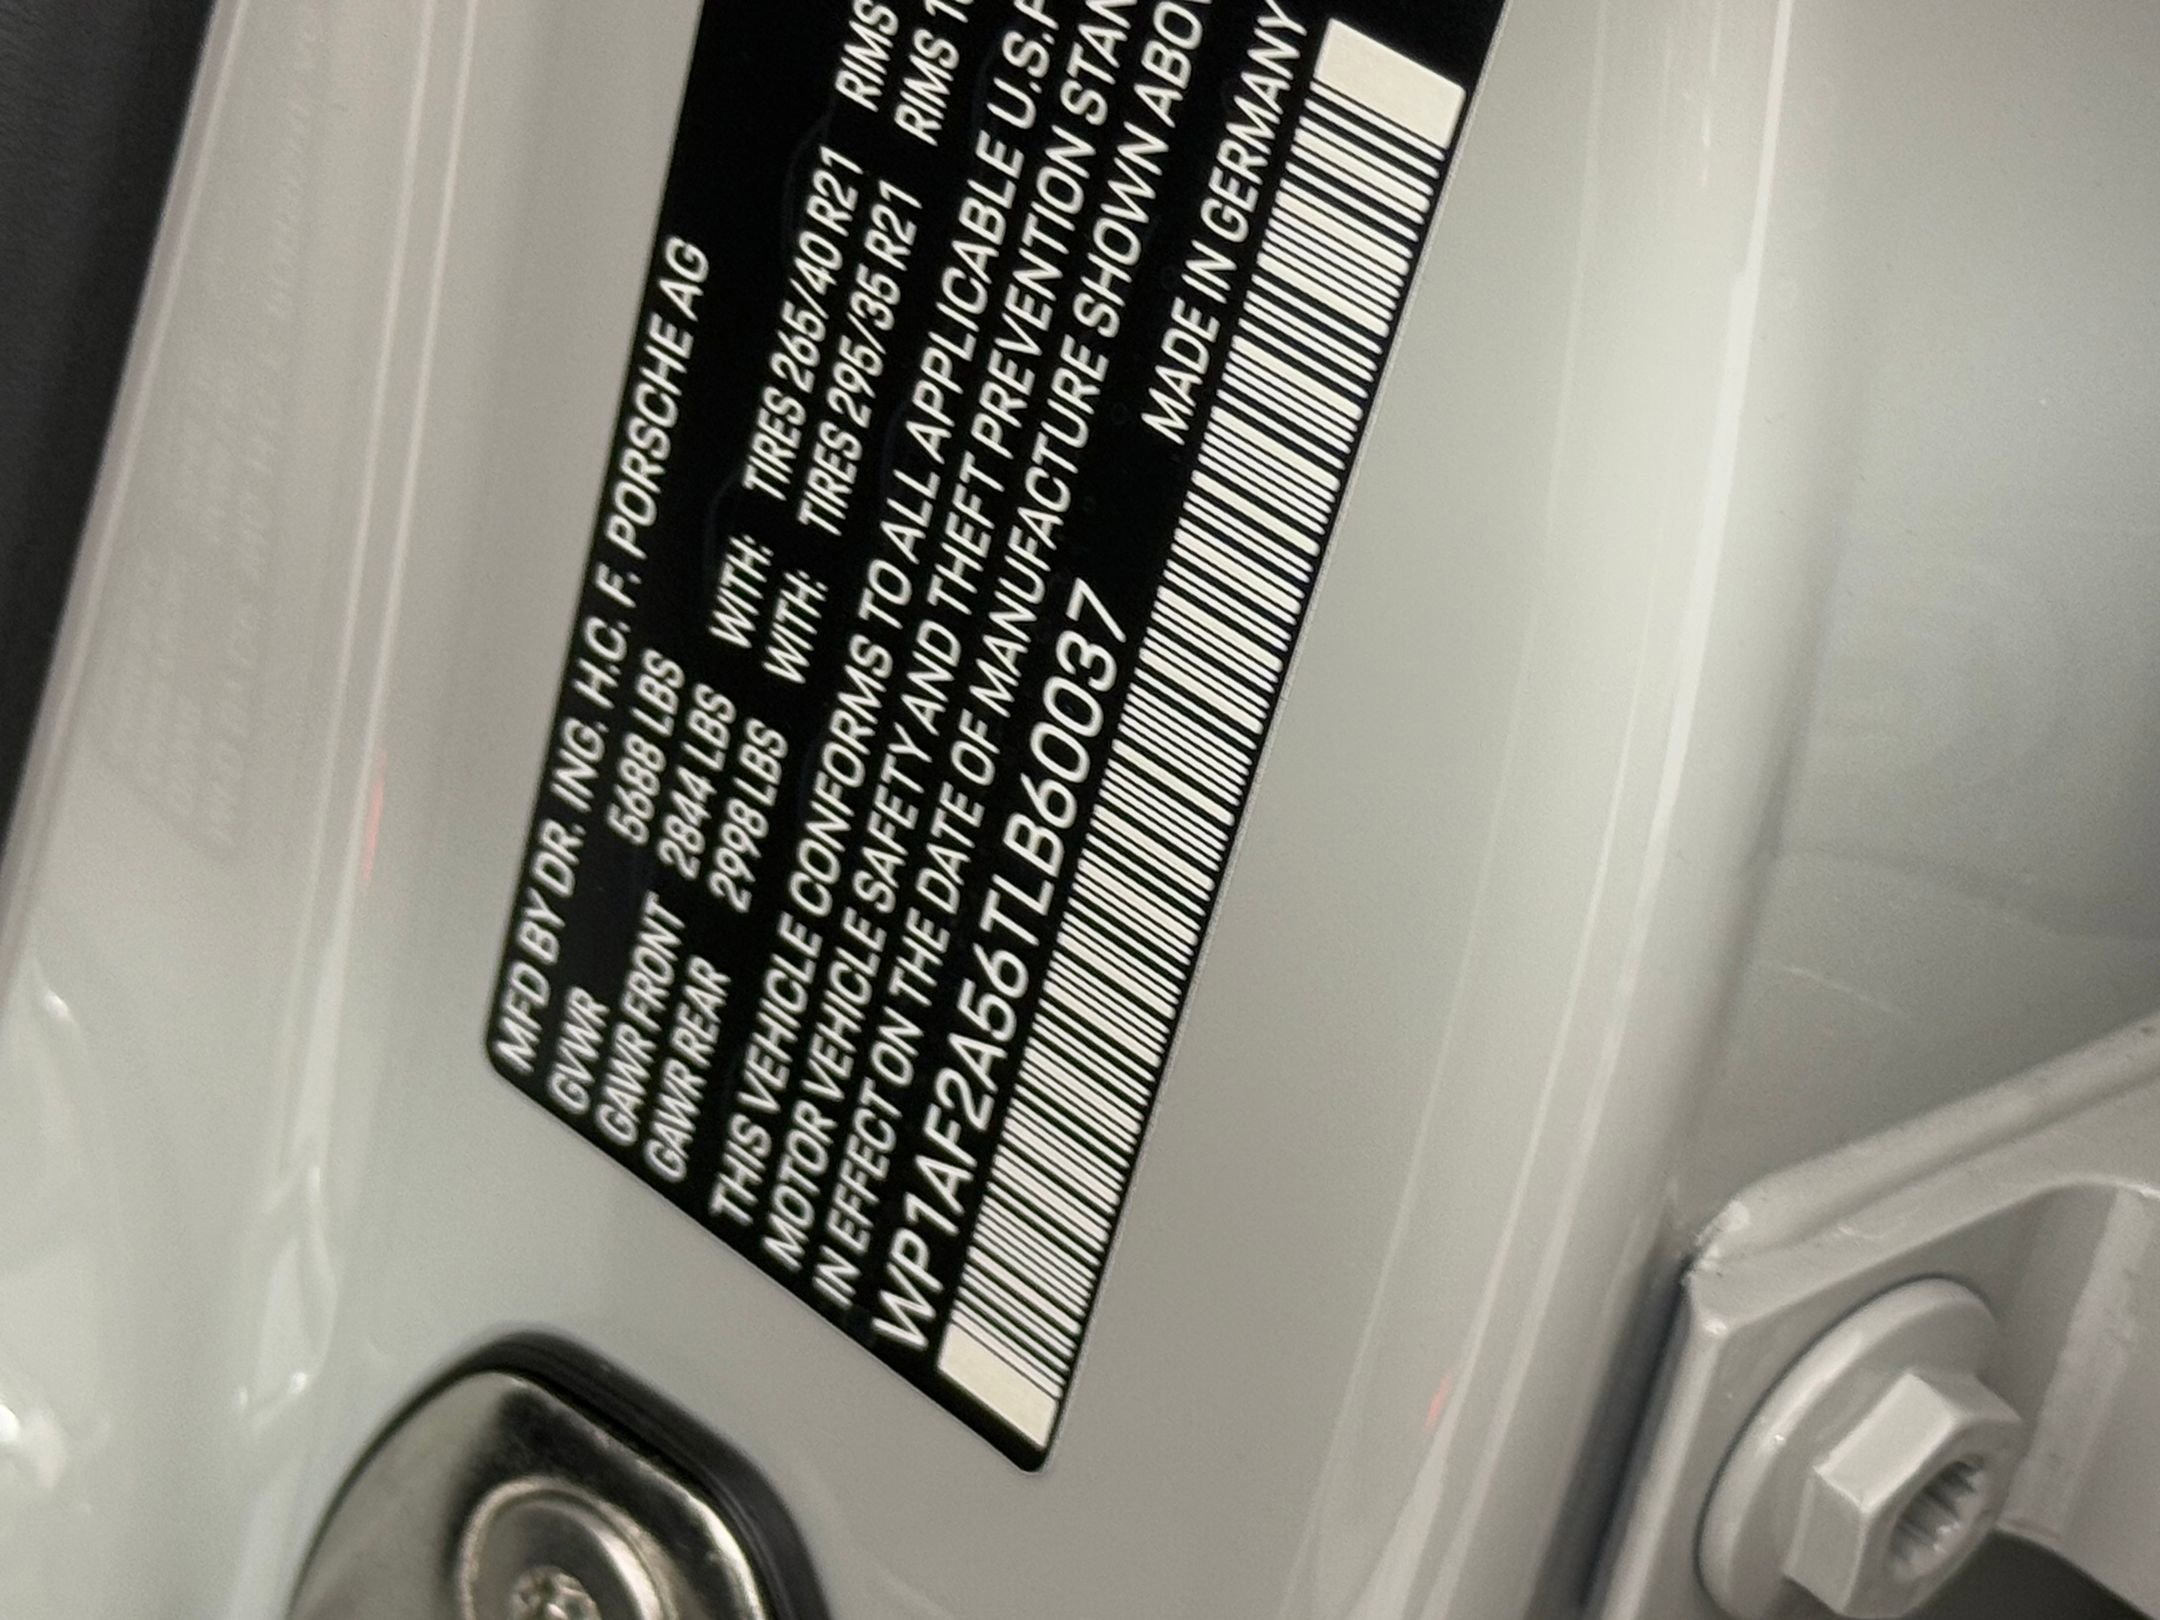 MFD BY DR. ING. H.C. F. PORSCHE AG
GVWR 5688 LBS
GAWR FRONT 2844 LBS WITH: TIRES 265/40 R21 RIMS
GAWR REAR 2998 LBS WITH: TIRES 295/35 R21 RIMS
THIS VEHICLE CONFORMS TO ALL APPLICABLE U.S.
MOTOR VEHICLE SAFETY AND THEFT PREVENTION
IN EFFECT ON THE DATE OF MANUFACTURE SHOWN
WP1AF2A56TLB60037 MADE IN GERMANY